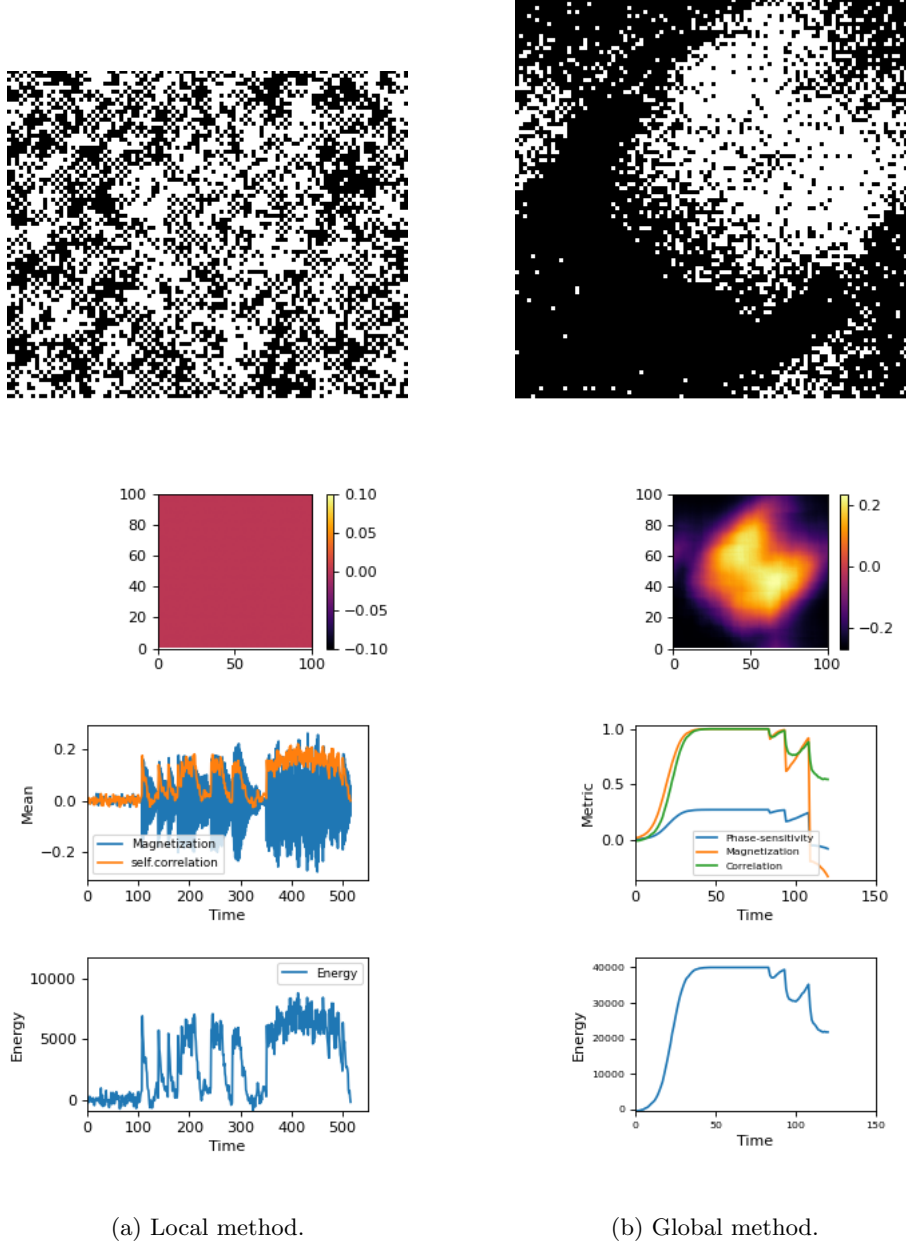 100
80
60
40
20
0
0 50 100
0.10
0.05
0.00
−0.05
−0.10
100
80
60
40
20
0
0 50 100
0.2
0.0
−0.2
Mean
0.2
0.0
−0.2
Magnetization
self.correlation
0 100 200 300 400 500
Time
Metric
1.0
0.5
0.0
Phase-sensitivity
Magnetization
Correlation
0 50 100 150
Time
Energy
10000
5000
0
Energy
0 100 200 300 400 500
Time
Energy
40000
30000
20000
10000
0
0 50 100 150
Time
(a) Local method.
(b) Global method.